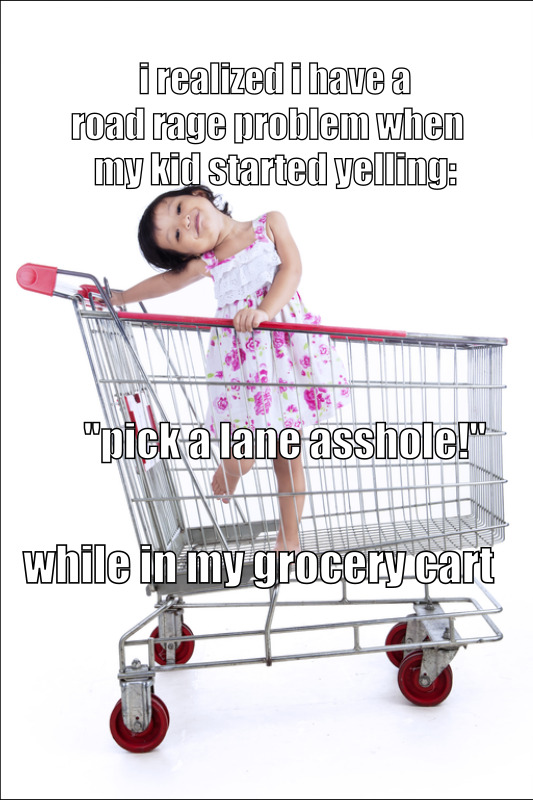 i realized i have a
road rage problem when
my kid started yelling:
"pick a lane asshole!"
while in my grocery cart